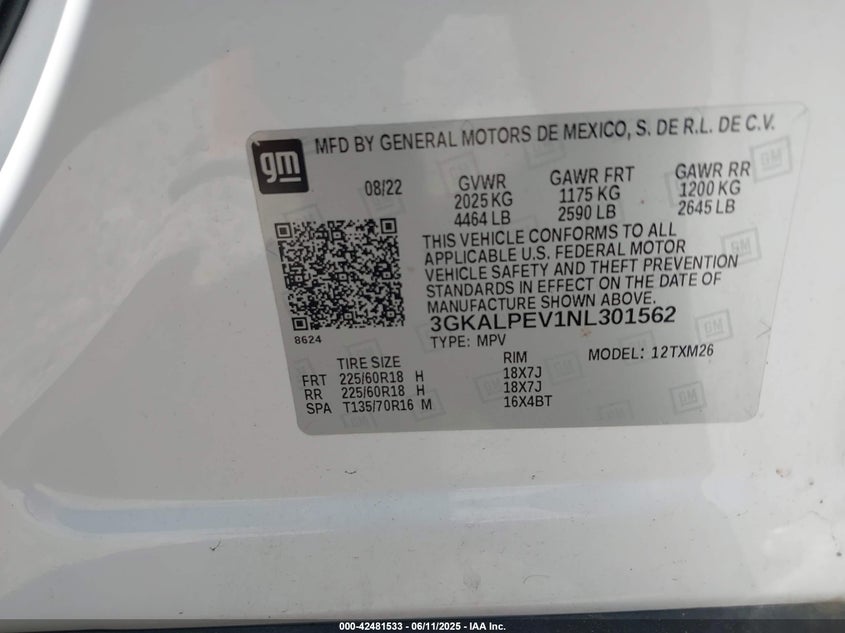 gm
MFD BY GENERAL MOTORS DE MEXICO, S. DE R.L. DE C.V.
08/22 GVWR GAWR FRT GAWR RR
2025 KG 1175 KG 1200 KG
4464 LB 2590 LB 2645 LB
THIS VEHICLE CONFORMS TO ALL
APPLICABLE U.S. FEDERAL MOTOR
VEHICLE SAFETY AND THEFT PREVENTION
STANDARDS IN EFFECT ON THE DATE OF
MANUFACTURE SHOWN ABOVE.
3GKALPEV1NL301562
8624
TYPE: MPV MODEL: 12TXM26
TIRE SIZE RIM
FRT 225/60R18 H 18X7J
RR 225/60R18 H 18X7J
SPA T135/70R16 M 16X4BT
000-42481533 - 06/11/2025 - IAA Inc.